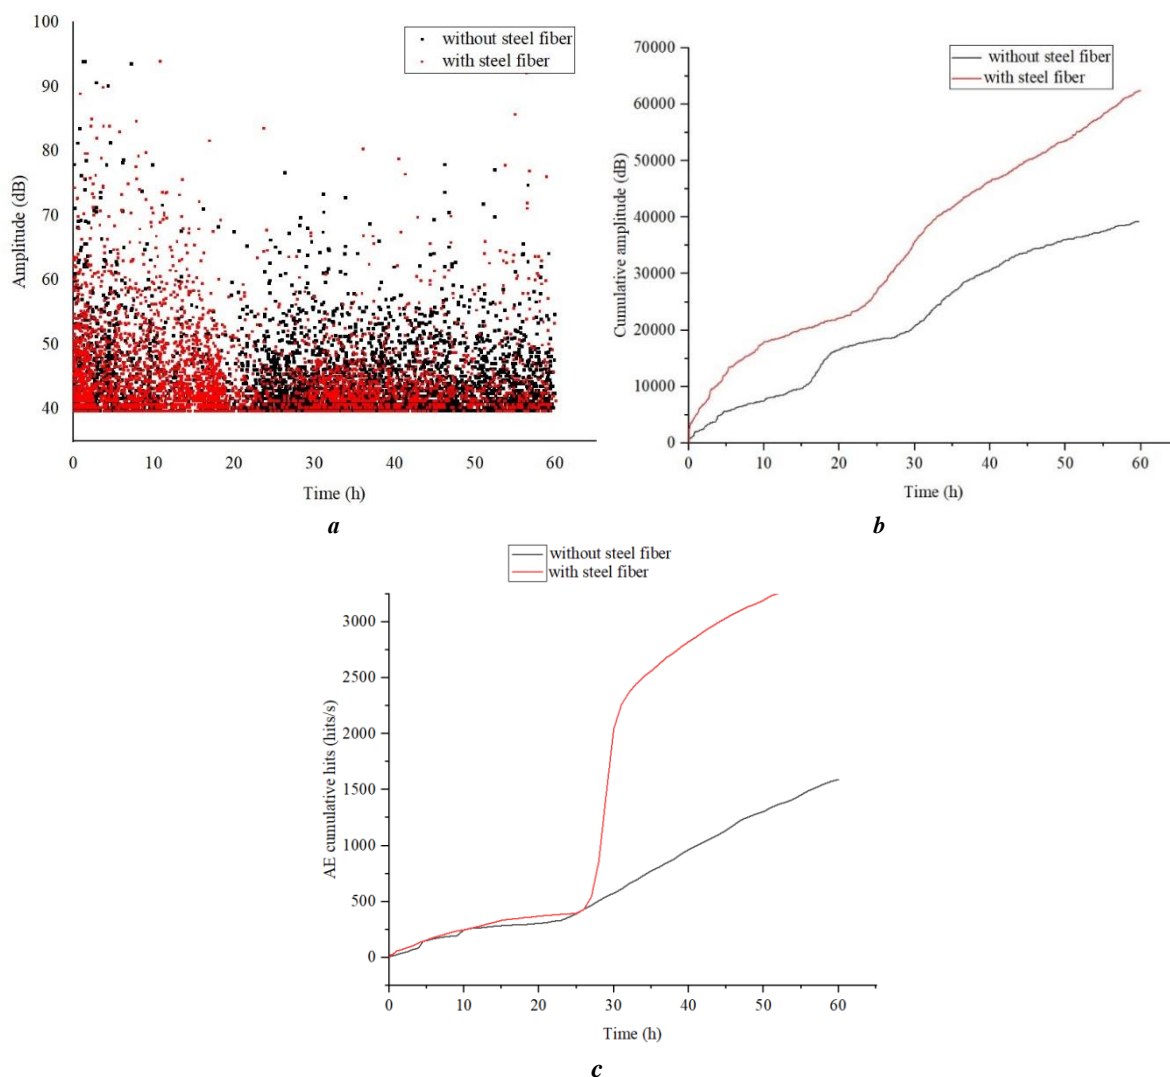 100
90
80
70
60
50
40
Amplitude (dB)
without steel fiber
with steel fiber
0 10 20 30 40 50 60
Time (h)
a
70000
60000
50000
40000
30000
20000
10000
0
Cumulative amplitude (dB)
without steel fiber
with steel fiber
0 10 20 30 40 50 60
Time (h)
b
without steel fiber
with steel fiber
3000
2500
2000
1500
1000
500
0
AE cumulative hits (hits/s)
0 10 20 30 40 50 60
Time (h)
c